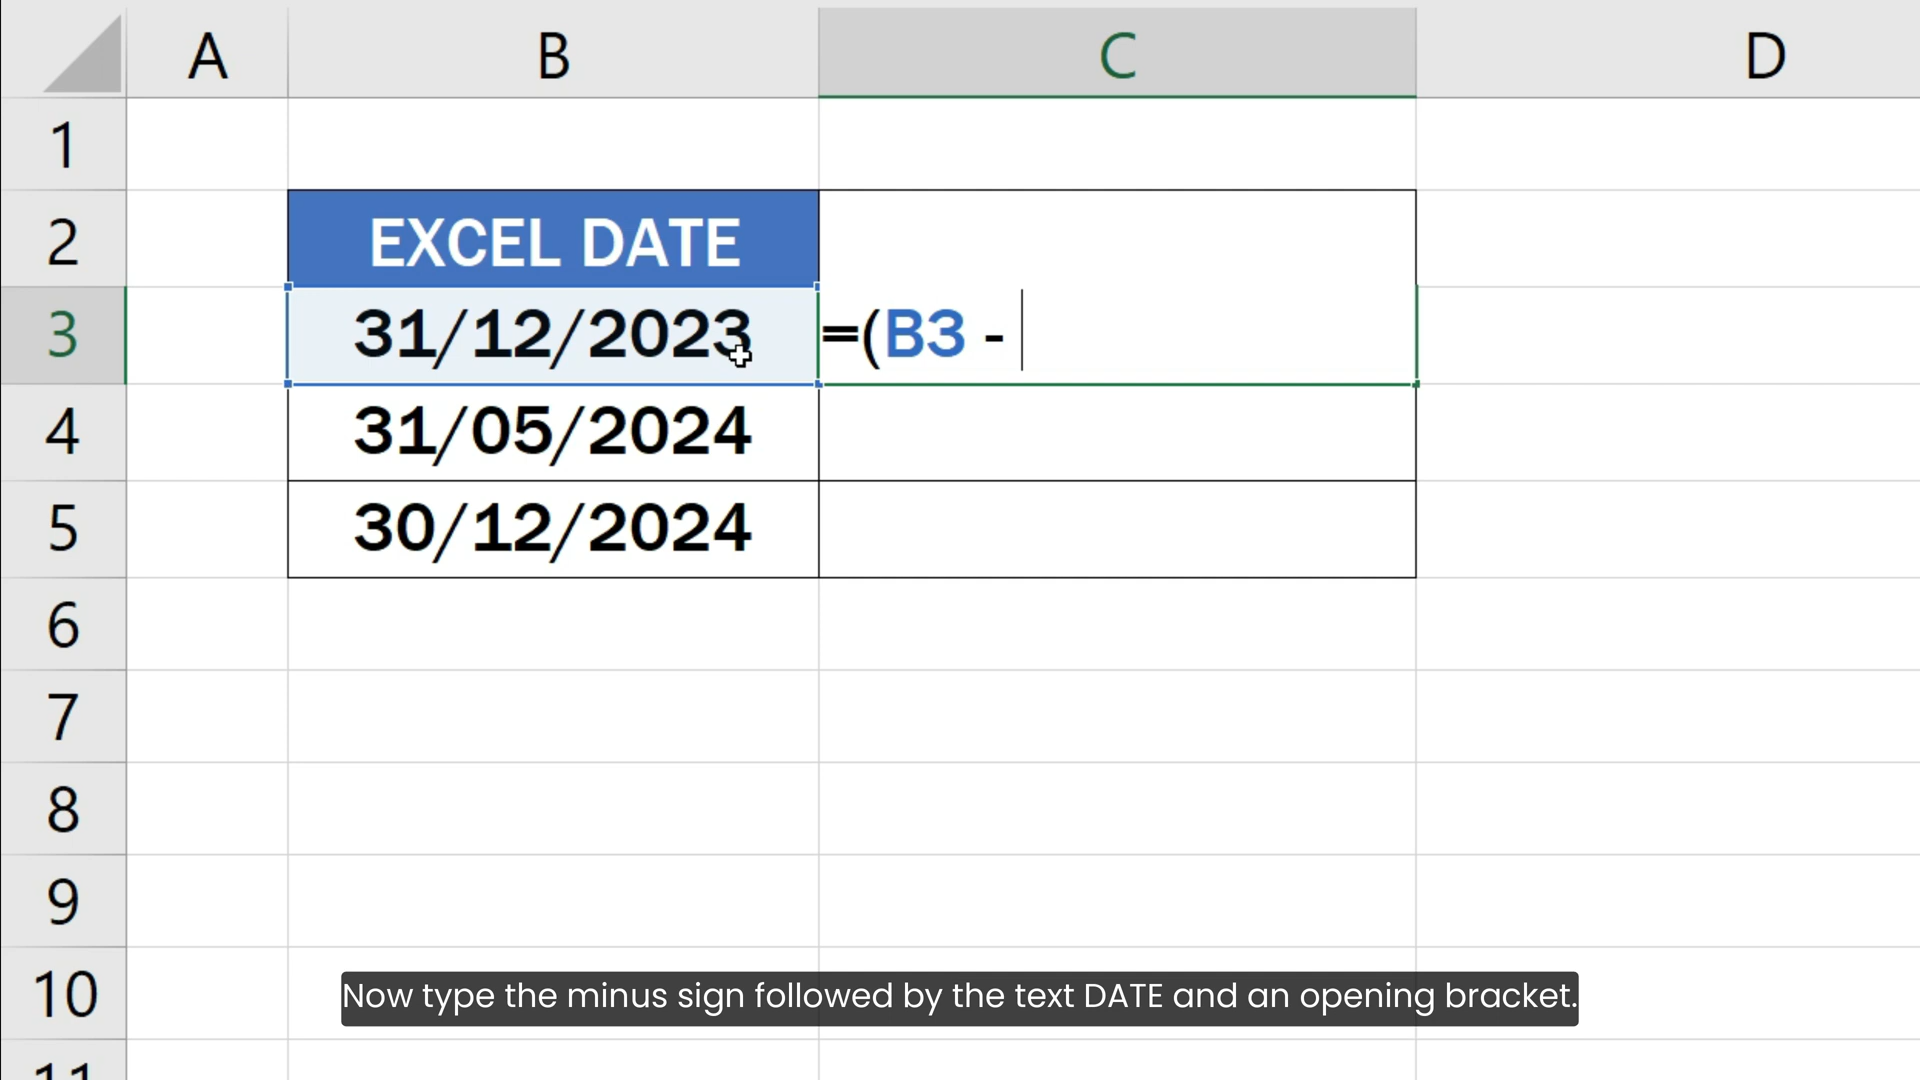 A B C D
1
2 EXCEL DATE
3 31/12/2023 =(B3 -
4 31/05/2024
5 30/12/2024
6
7
8
9
10
Now type the minus sign followed by the text DATE and an opening bracket.
11